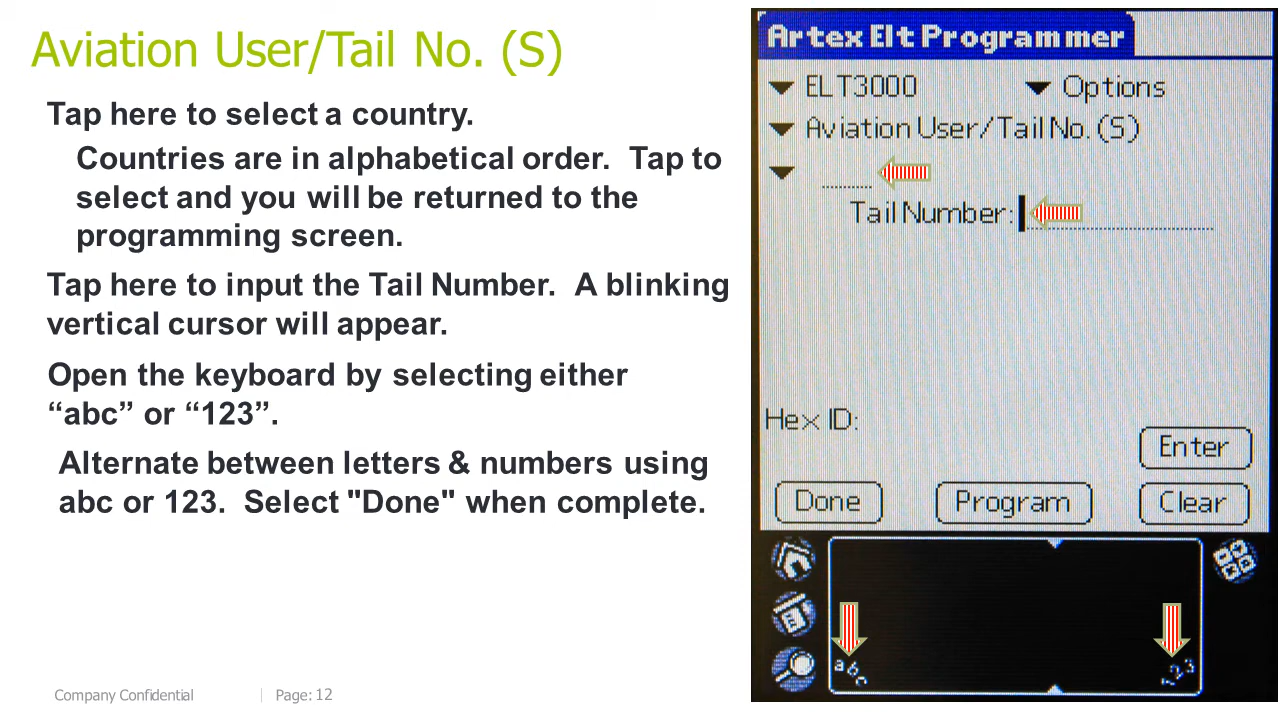 Aviation User/Tail No. (S)
Tap here to select a country.
Countries are in alphabetical order.  Tap to
select and you will be returned to the
programming screen.
Tap here to input the Tail Number.  A blinking
vertical cursor will appear.
Open the keyboard by selecting either
“abc” or “123”.
Alternate between letters & numbers using
abc or 123.  Select "Done" when complete.
Company Confidential | Page: 12
Artex Elt Programmer
ELT3000 Options
Aviation User/Tail No. (S)
Tail Number:
Hex ID:
Enter
Done Program Clear
abc 123